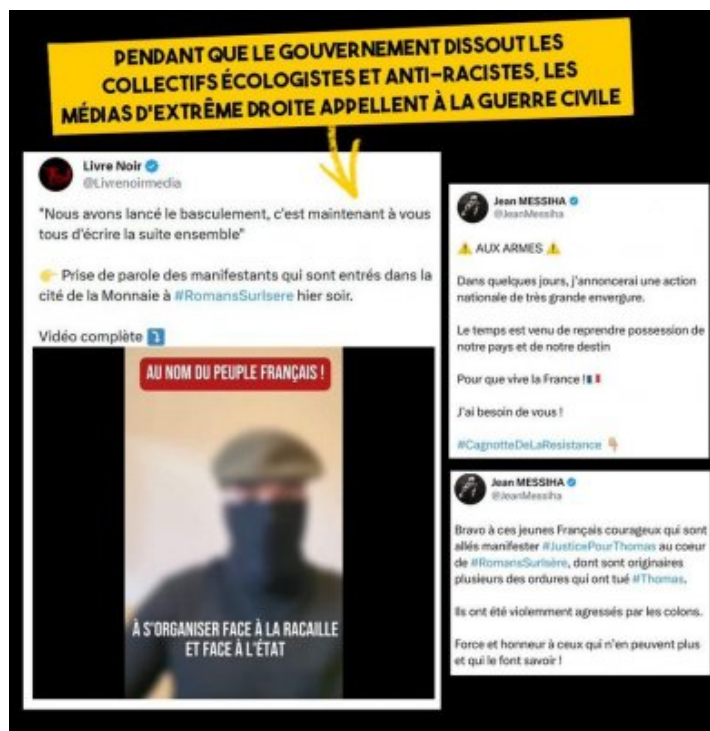 PENDANT QUE LE GOUVERNEMENT DISSOUT LES
COLLECTIFS ÉCOLOGISTES ET ANTI-RACISTES, LES
MÉDIAS D'EXTRÊME DROITE APPELLENT À LA GUERRE CIVILE
Livre Noir
@Livrenoirmedia
"Nous avons lancé le basculement, c'est maintenant à vous
tous d'écrire la suite ensemble"
👉 Prise de parole des manifestants qui sont entrés dans la
cité de la Monnaie à #RomansSurIsere hier soir.
Vidéo complète ⤵️
AU NOM DU PEUPLE FRANÇAIS !
À S'ORGANISER FACE À LA RACAILLE
ET FACE À L'ÉTAT
Jean MESSIHA
@JeanMessiha
⚠️ AUX ARMES ⚠️
Dans quelques jours, j'annoncerai une action
nationale de très grande envergure.
Le temps est venu de reprendre possession de
notre pays et de notre destin
Pour que vive la France !🇫🇷
J'ai besoin de vous !
#CagnotteDeLaResistance 👇
Jean MESSIHA
@JeanMessiha
Bravo à ces jeunes Français courageux qui sont
allés manifester #JusticePourThomas au coeur
de #RomansSurIsère, dont sont originaires
plusieurs des ordures qui ont tué #Thomas.
Ils ont été violemment agressés par les colons.
Force et honneur à ceux qui n'en peuvent plus
et qui le font savoir !